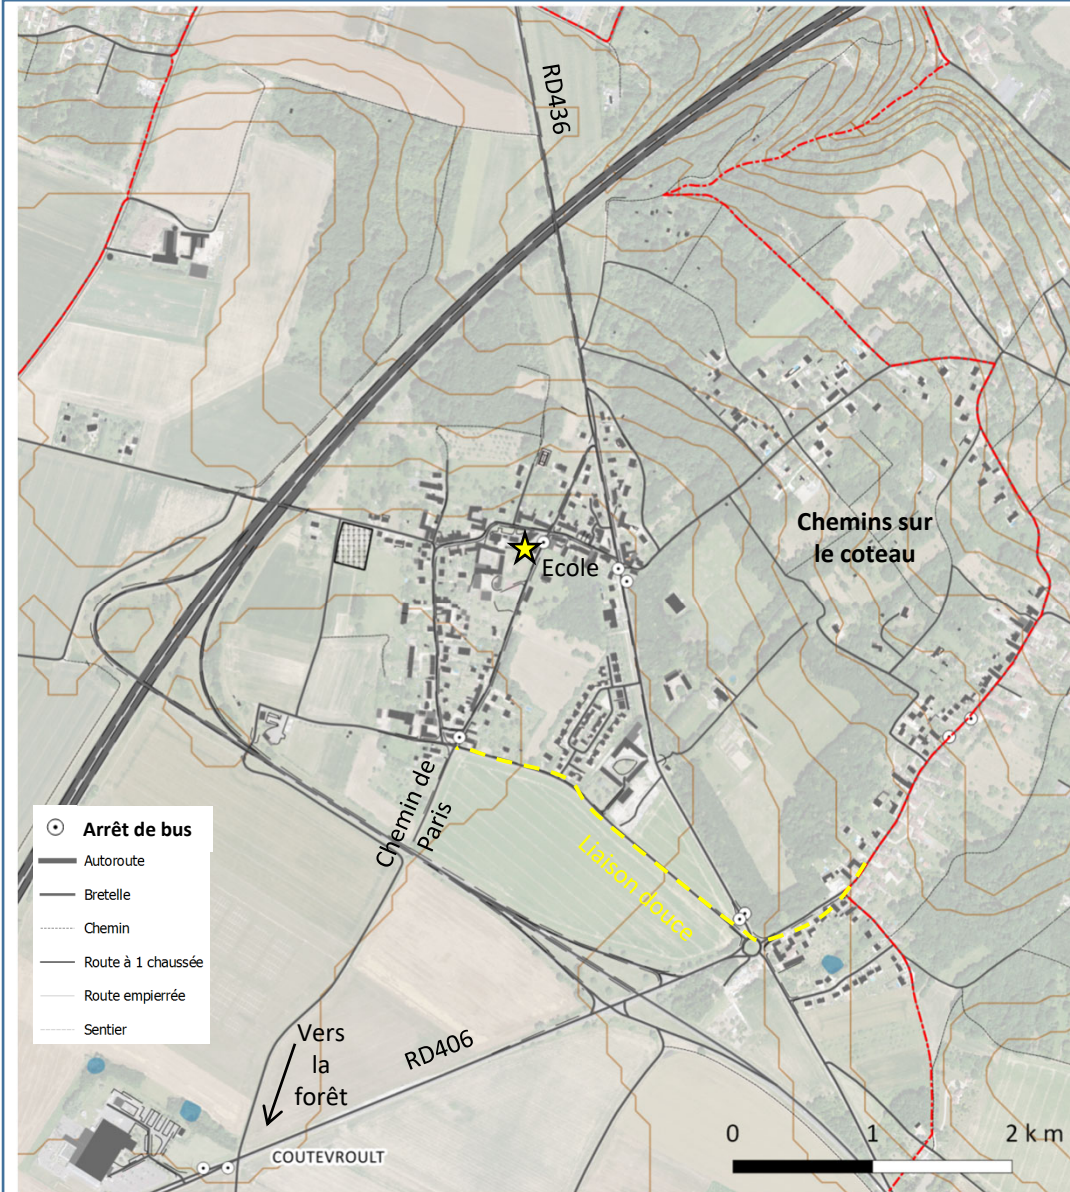 RD436
Chemins sur
le coteau
Ecole
Chemin de
Paris
Liaison douce
Arrêt de bus
Autoroute
Bretelle
Chemin
Route à 1 chaussée
Route empierrée
Sentier
Vers
la
forêt
RD406
COUTEVROULT
0 1 2 km